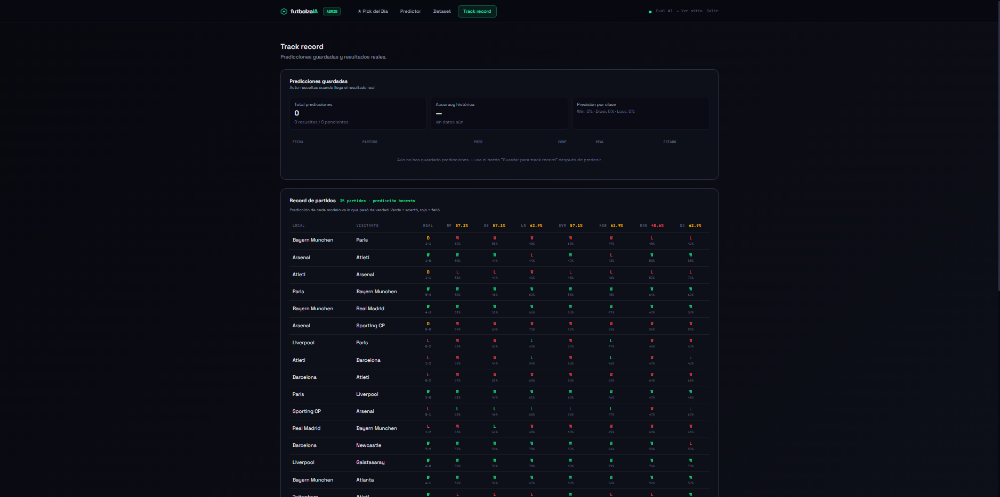 futbolzaIA ADMIN ★ Pick del Día Predictor Dataset Track record Eval #1 Ver sitio Salir
Track record
Predicciones guardadas y resultados reales.
Predicciones guardadas
Auto-resueltas cuando llega el resultado real
Total predicciones Accuracy histórica Precisión por clase
0 — Win: 0% · Draw: 0% · Loss: 0%
0 resueltas / 0 pendientes sin datos aún
FECHA PARTIDO PRED CONF REAL ESTADO
Aún no has guardado predicciones — usa el botón "Guardar para track record" después de predecir.
Record de partidos 35 partidos · predicción honesta
Predicción de cada modelo vs lo que pasó de verdad. Verde = acertó, rojo = falló.
LOCAL VISITANTE REAL RF 57.1% GB 57.1% LR 62.9% SVM 57.1% XGB 62.9% KNN 48.6% DC 62.9%
Bayern Munchen Paris D W W W W W L L
1-1 62% 55% 48% 60% 49% 45% 42%
Arsenal Atleti W W W L W L W W
1-0 50% 44% 44% 47% 43% 50% 85%
Atleti Arsenal D L L W L L L L
1-1 51% 44% 41% 48% 46% 52% 73%
Paris Bayern Munchen W W W W W W W W
5-4 50% 46% 62% 58% 45% 64% 62%
Bayern Munchen Real Madrid W W W W W W W W
4-3 61% 51% 66% 60% 47% 42% 59%
Arsenal Sporting CP D W W W W W W W
0-0 69% 60% 75% 62% 55% 56% 81%
Liverpool Paris L W W L W L W W
0-2 53% 52% 43% 57% 47% 46% 47%
Atleti Barcelona L W W L W L W L
1-2 52% 44% 54% 60% 46% 47% 42%
Barcelona Atleti L W W W W W W W
0-2 57% 51% 65% 60% 53% 64% 66%
Paris Liverpool W W W W W W W W
2-0 51% 49% 61% 60% 46% 47% 46%
Sporting CP Arsenal L L L L L L W L
0-1 53% 46% 60% 53% 47% 47% 67%
Real Madrid Bayern Munchen L W L W W W W W
1-2 48% 44% 48% 60% 45% 60% 41%
Barcelona Newcastle W W W W W W W L
7-2 57% 50% 70% 57% 64% 50% 53%
Liverpool Galatasaray W W W W W W W W
4-0 89% 59% 78% 68% 79% 74% 78%
Bayern Munchen Atlanta W W W W W W W W
4-1 69% 58% 67% 67% 56% 52% 57%
Tottenham Atleti W L L L W L L W